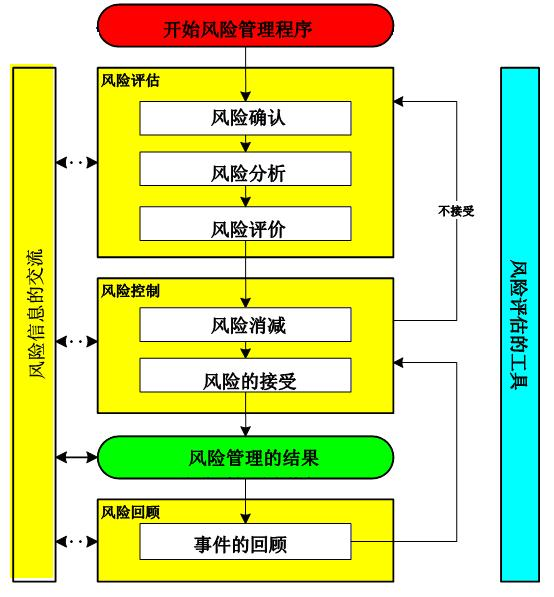 开始风险管理程序
风险评估
风险确认
风险分析
风险评价
不接受
风险控制
风险消减
风险的接受
风险管理的结果
风险回顾
事件的回顾
风险信息的交流
风险评估的工具